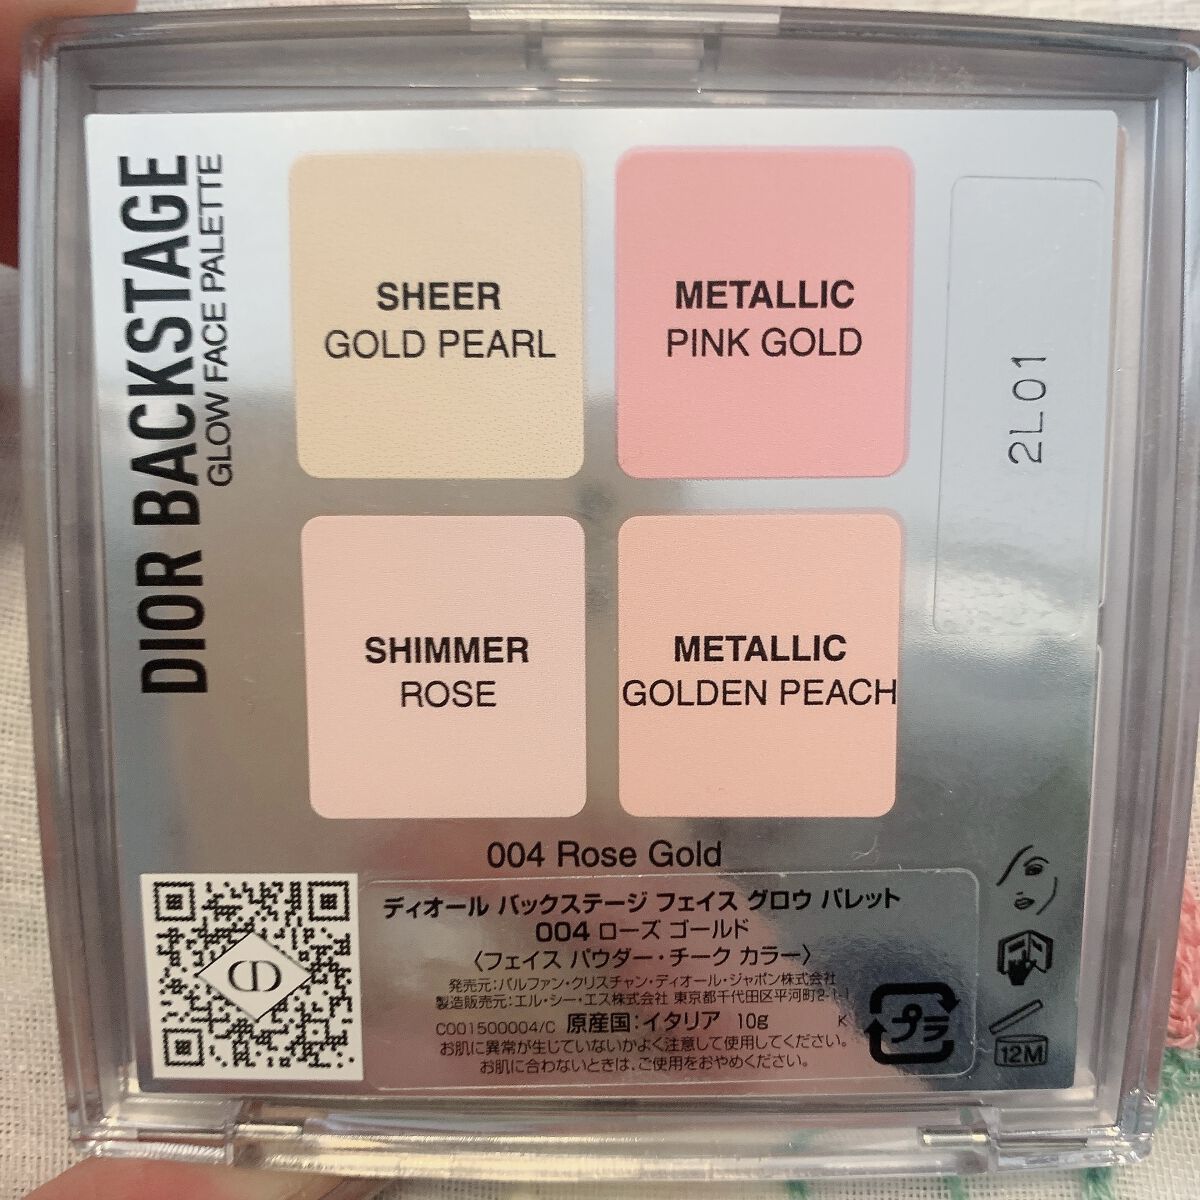 DIOR BACKSTAGE
GLOW FACE PALETTE
SHEER
GOLD PEARL
METALLIC
PINK GOLD
2L01
SHIMMER
ROSE
METALLIC
GOLDEN PEACH
004 Rose Gold
ディオール バックステージ フェイス グロウ パレット
004 ローズ ゴールド
〈フェイス パウダー・チーク カラー〉
発売元:パルファン・クリスチャン・ディオール・ジャポン株式会社
製造販売元:エル・シー・エス株式会社 東京都千代田区平河町2-1-1
C001500004/C 原産国:イタリア 10g K
お肌に異常が生じていないかよく注意して使用してください。
お肌に合わないときは、ご使用をおやめください。
プラ
12M
CD